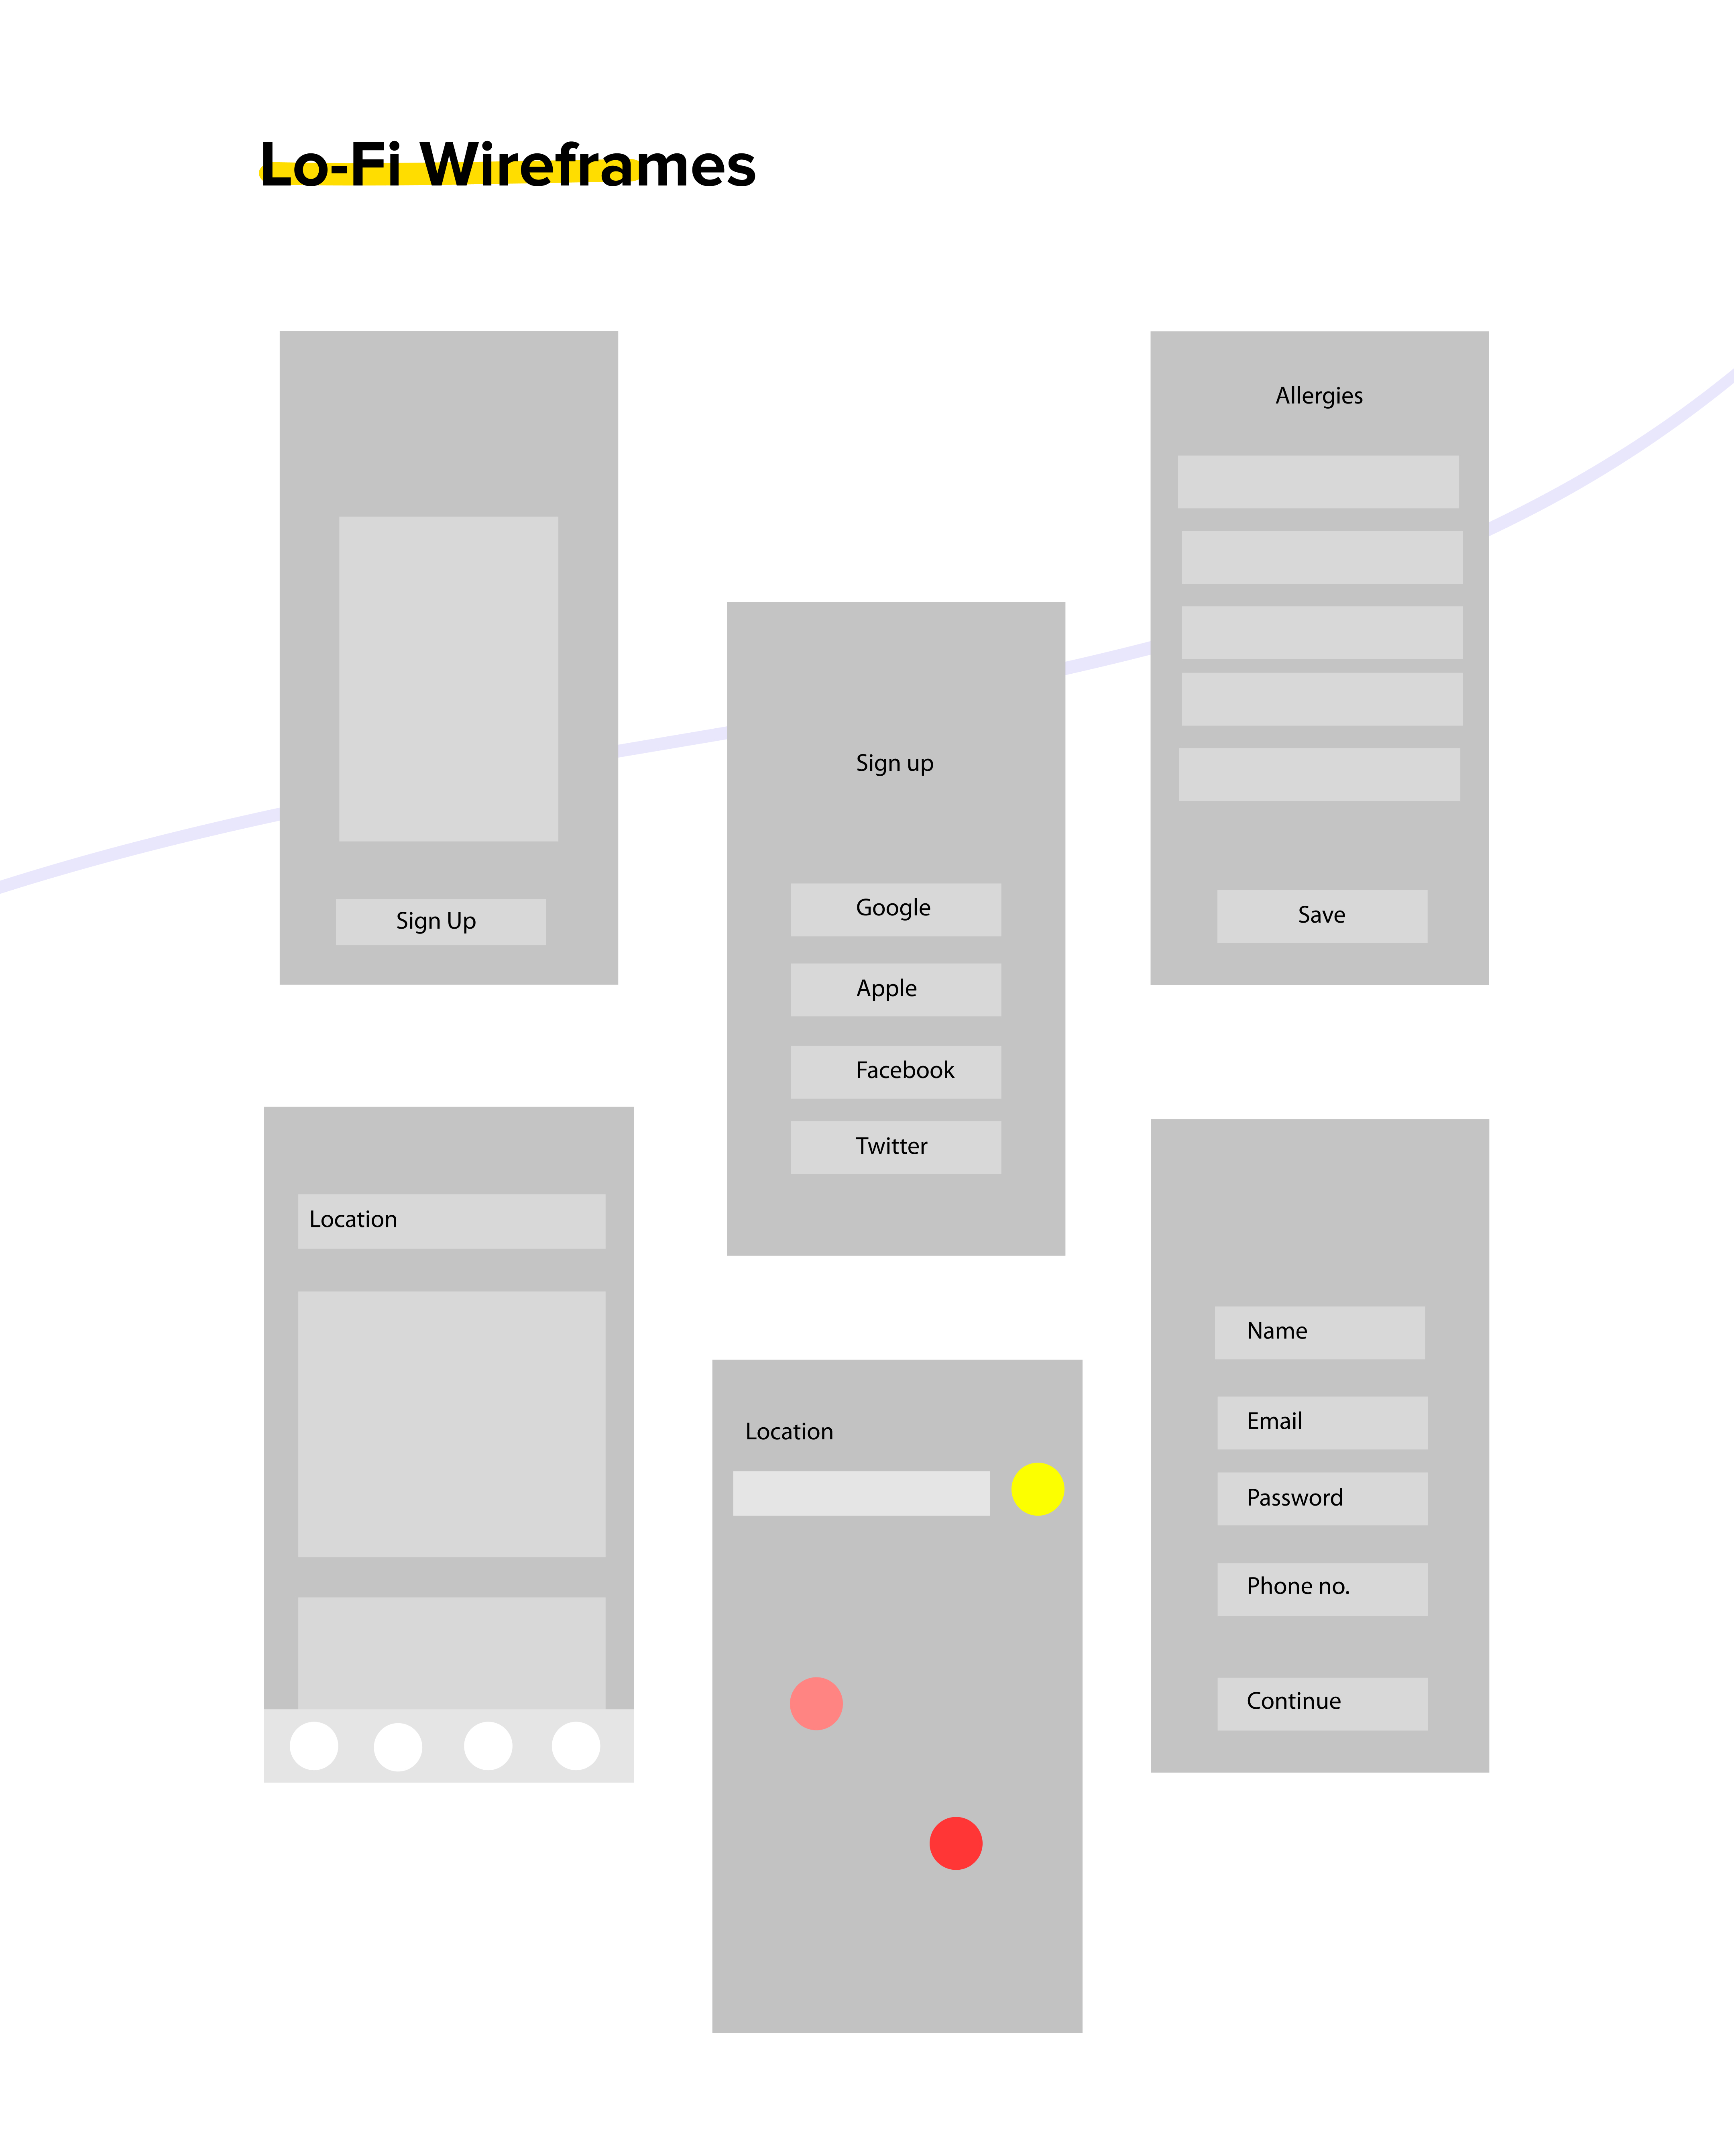 Lo-Fi Wireframes
Sign Up
Sign up
Google
Apple
Facebook
Twitter
Allergies
Save
Location
Location
Name
Email
Password
Phone no.
Continue